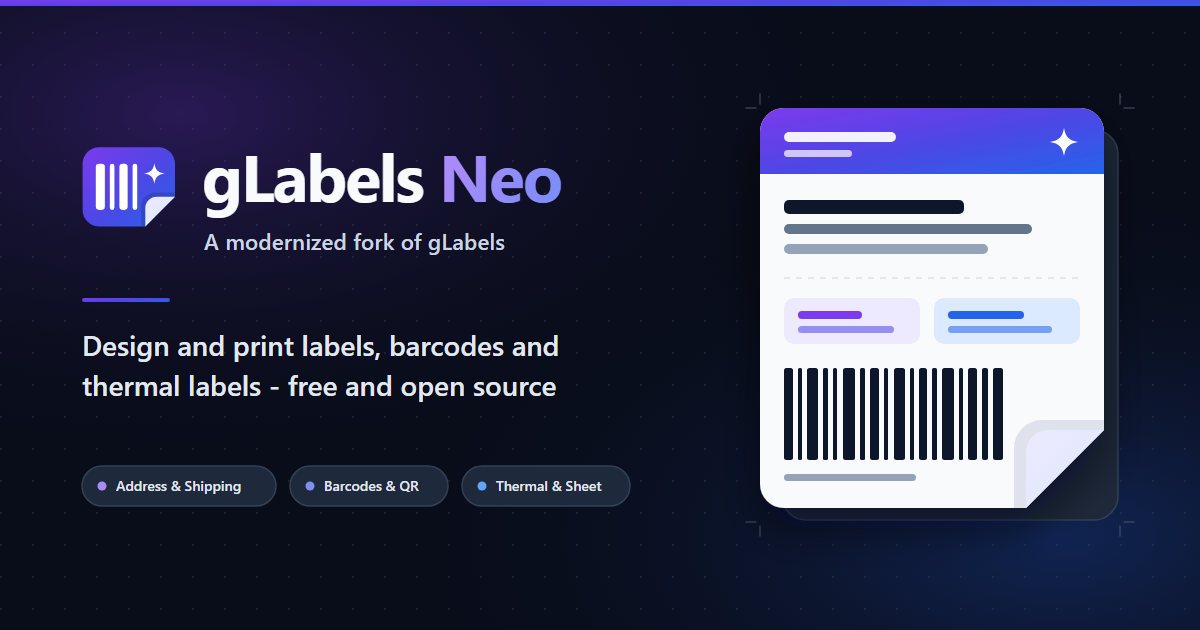 gLabels Neo
A modernized fork of gLabels
Design and print labels, barcodes and
thermal labels - free and open source
Address & Shipping
Barcodes & QR
Thermal & Sheet